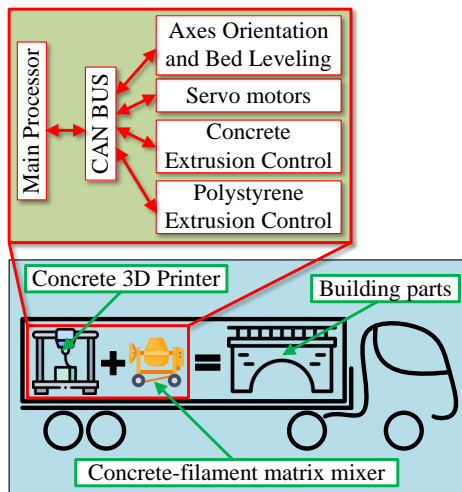 Main Processor
CAN BUS
Axes Orientation
and Bed Leveling
Servo motors
Concrete
Extrusion Control
Polystyrene
Extrusion Control
Concrete 3D Printer
Building parts
Concrete-filament matrix mixer